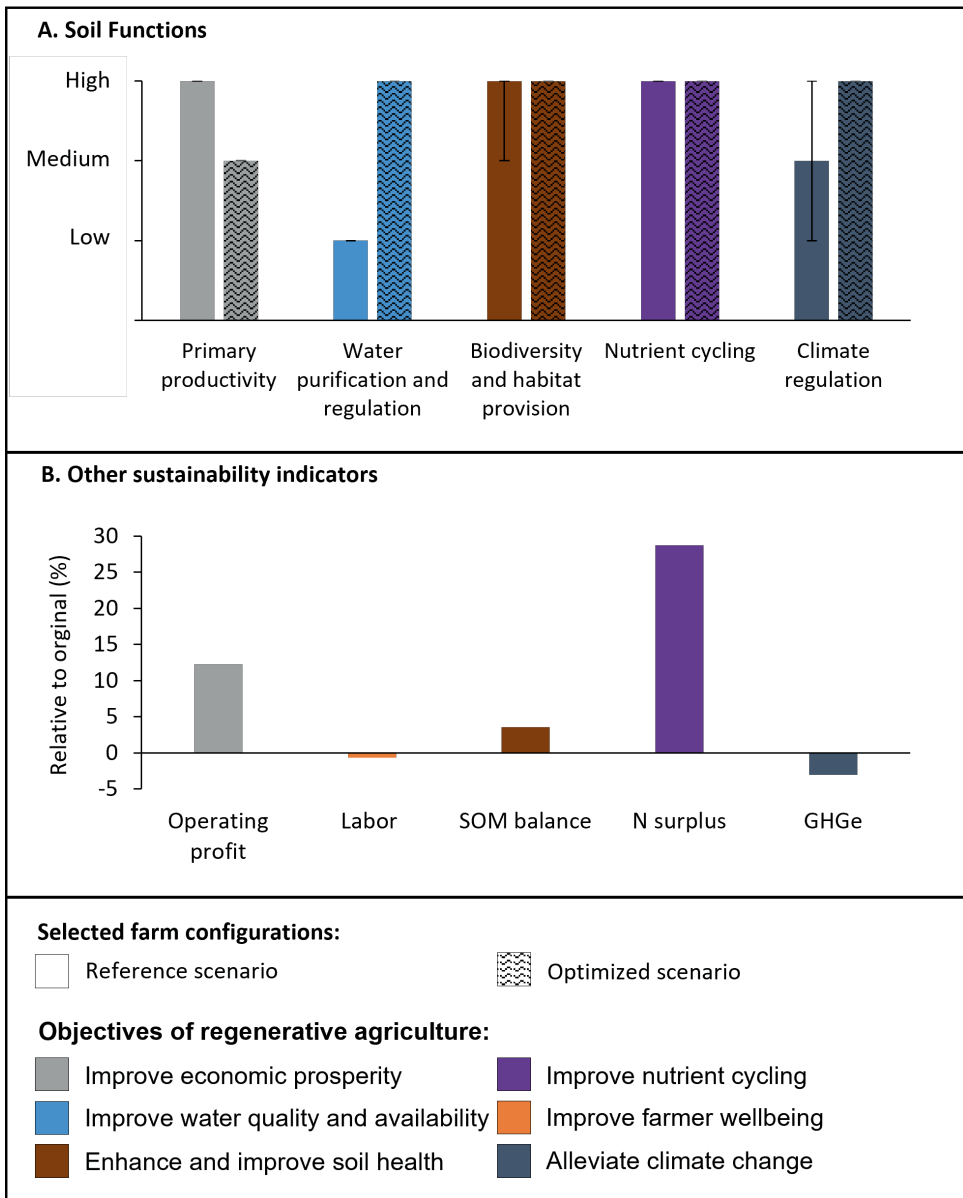 A. Soil Functions
High
Medium
Low
Primary productivity
Water purification and regulation
Biodiversity and habitat provision
Nutrient cycling
Climate regulation
B. Other sustainability indicators
Relative to orginal (%)
30
25
20
15
10
5
0
-5
Operating profit
Labor
SOM balance
N surplus
GHGe
Selected farm configurations:
Reference scenario
Optimized scenario
Objectives of regenerative agriculture:
Improve economic prosperity
Improve nutrient cycling
Improve water quality and availability
Improve farmer wellbeing
Enhance and improve soil health
Alleviate climate change